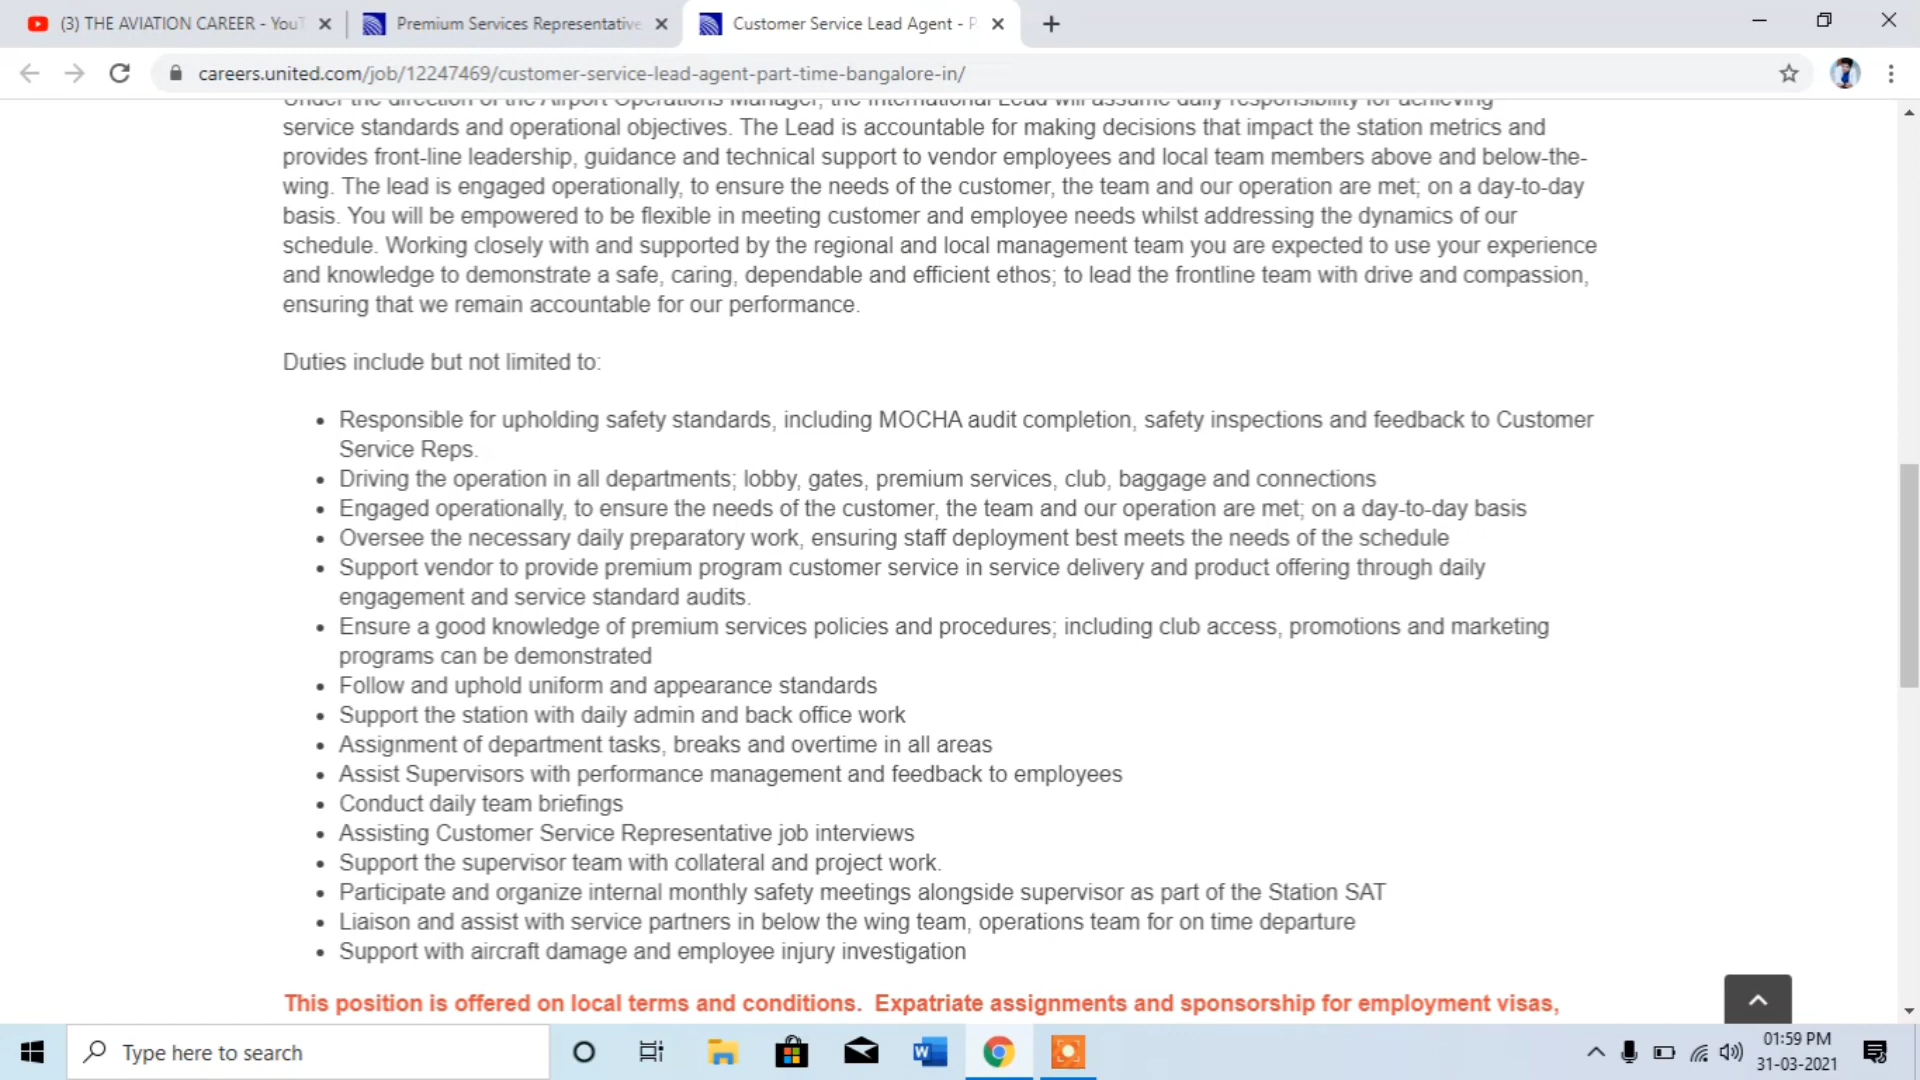 (3) THE AVIATION CAREER - YouT
Premium Services Representative
Customer Service Lead Agent - P
careers.united.com/job/12247469/customer-service-lead-agent-part-time-bangalore-in/
Under the direction of the Airport Operations Manager, the International Lead will assume daily responsibility for achieving
service standards and operational objectives. The Lead is accountable for making decisions that impact the station metrics and
provides front-line leadership, guidance and technical support to vendor employees and local team members above and below-the-
wing. The lead is engaged operationally, to ensure the needs of the customer, the team and our operation are met; on a day-to-day
basis. You will be empowered to be flexible in meeting customer and employee needs whilst addressing the dynamics of our
schedule. Working closely with and supported by the regional and local management team you are expected to use your experience
and knowledge to demonstrate a safe, caring, dependable and efficient ethos; to lead the frontline team with drive and compassion,
ensuring that we remain accountable for our performance.
Duties include but not limited to:
• Responsible for upholding safety standards, including MOCHA audit completion, safety inspections and feedback to Customer
Service Reps.
• Driving the operation in all departments; lobby, gates, premium services, club, baggage and connections
• Engaged operationally, to ensure the needs of the customer, the team and our operation are met; on a day-to-day basis
• Oversee the necessary daily preparatory work, ensuring staff deployment best meets the needs of the schedule
• Support vendor to provide premium program customer service in service delivery and product offering through daily
engagement and service standard audits.
• Ensure a good knowledge of premium services policies and procedures; including club access, promotions and marketing
programs can be demonstrated
• Follow and uphold uniform and appearance standards
• Support the station with daily admin and back office work
• Assignment of department tasks, breaks and overtime in all areas
• Assist Supervisors with performance management and feedback to employees
• Conduct daily team briefings
• Assisting Customer Service Representative job interviews
• Support the supervisor team with collateral and project work.
• Participate and organize internal monthly safety meetings alongside supervisor as part of the Station SAT
• Liaison and assist with service partners in below the wing team, operations team for on time departure
• Support with aircraft damage and employee injury investigation
This position is offered on local terms and conditions. Expatriate assignments and sponsorship for employment visas,
Type here to search
01:59 PM
31-03-2021